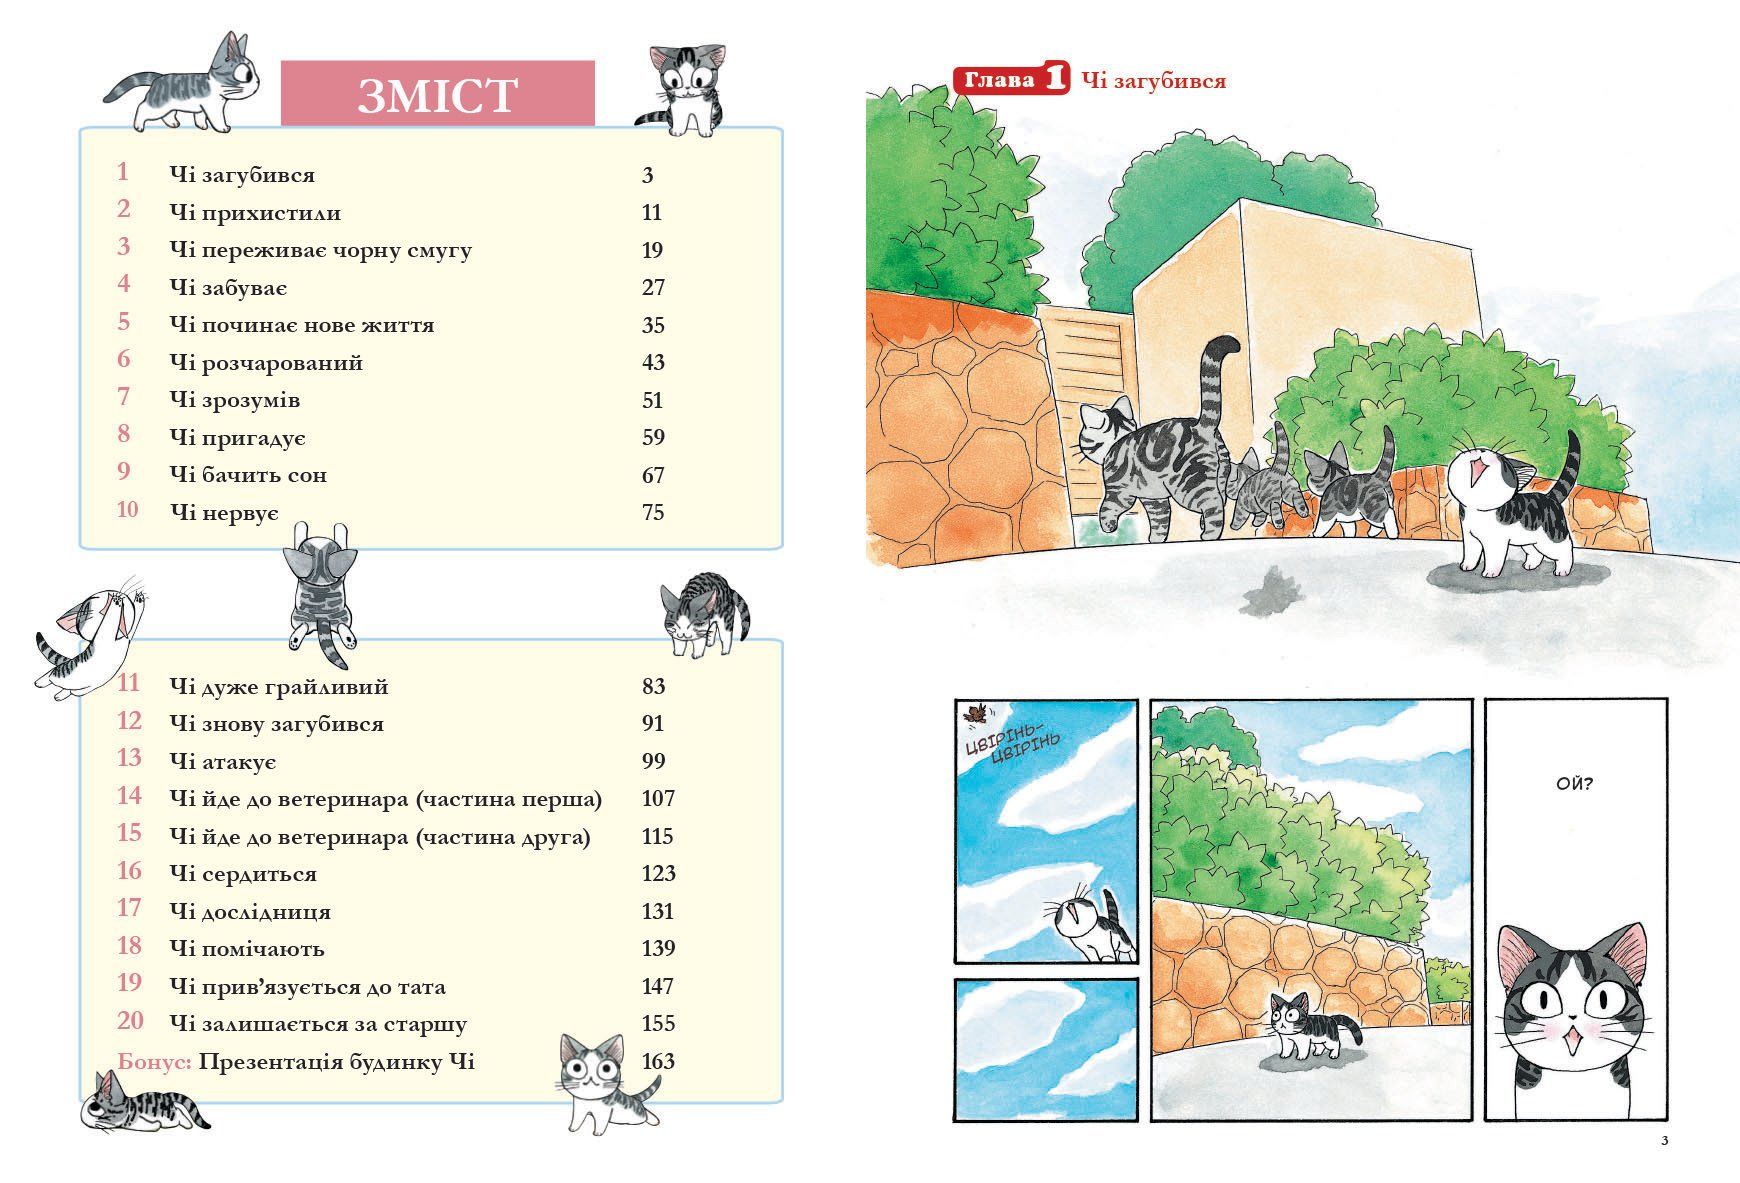 ЗМІСТ
1 Чі загубився 3
2 Чі прихистили 11
3 Чі переживає чорну смугу 19
4 Чі забуває 27
5 Чі починає нове життя 35
6 Чі розчарований 43
7 Чі зрозумів 51
8 Чі пригадує 59
9 Чі бачить сон 67
10 Чі нервує 75
11 Чі дуже грайливий 83
12 Чі знову загубився 91
13 Чі атакує 99
14 Чі йде до ветеринара (частина перша) 107
15 Чі йде до ветеринара (частина друга) 115
16 Чі сердиться 123
17 Чі дослідниця 131
18 Чі помічають 139
19 Чі прив’язується до тата 147
20 Чі залишається за старшу 155
Бонус: Презентація будинку Чі 163
Глава 1 Чі загубився
ЦВІРІНЬ-
ЦВІРІНЬ
ОЙ?
3